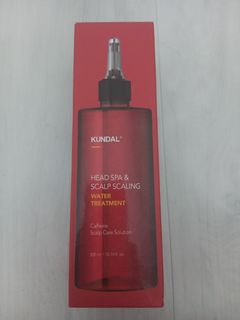 KUNDAL
HEAD SPA &
SCALP SCALING
WATER
TREATMENT
Caffeine
Scalp Care Solution